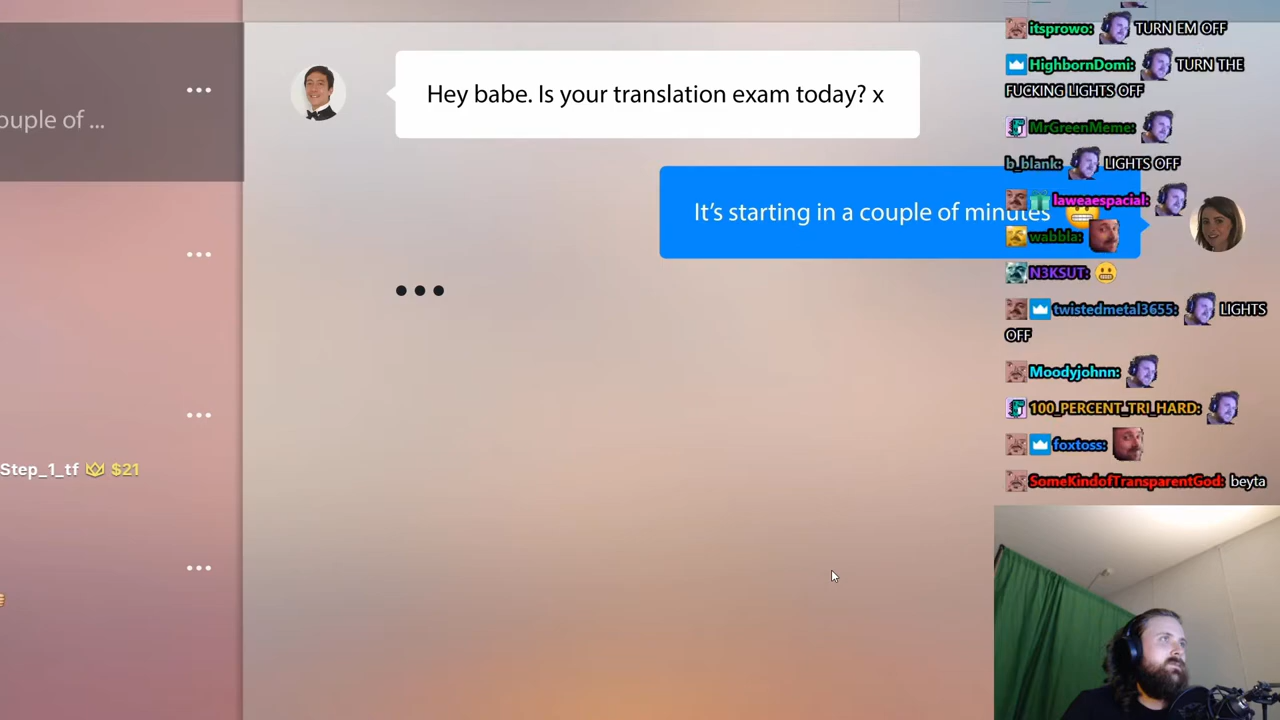 Hey babe. Is your translation exam today? x
It's starting in a couple of minutes 😬
ouple of ...
Step_1_tf $21
itsprowo: TURN EM OFF
HighbornDomi: TURN THE
FUCKING LIGHTS OFF
MrGreenMeme:
b_blank: LIGHTS OFF
laweaespacial:
wabbla:
N3KSUT: 😬
twistedmetal3655: LIGHTS
OFF
Moodyjohnn:
100_PERCENT_TRI_HARD:
foxtoss:
SomeKindofTransparentGod: beyta